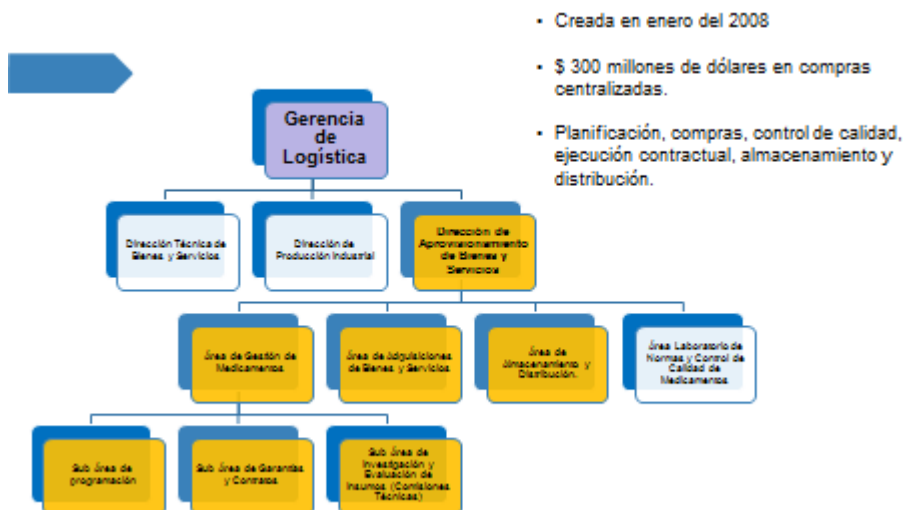 • Creada en enero del 2008
• $ 300 millones de dólares en compras
centralizadas.
• Planificación, compras, control de calidad,
ejecución contractual, almacenamiento y
distribución.
Gerencia
de
Logística
Dirección Técnica de
Bienes y Servicios
Dirección de
Producción Industrial
Dirección de
Aprovisionamiento
de Bienes y
Servicios
Área de Gestión de
Medicamentos
Área de Adquisiciones
de Bienes y Servicios
Área de
Almacenamiento y
Distribución.
Área Laboratorio de
Normas y Control de
Calidad de
Medicamentos
Sub Área de
programación
Sub Área de Garantías
y Contratos
Sub Área de
Investigación y
Evaluación de
Insumos (Comisiones
Técnicas)